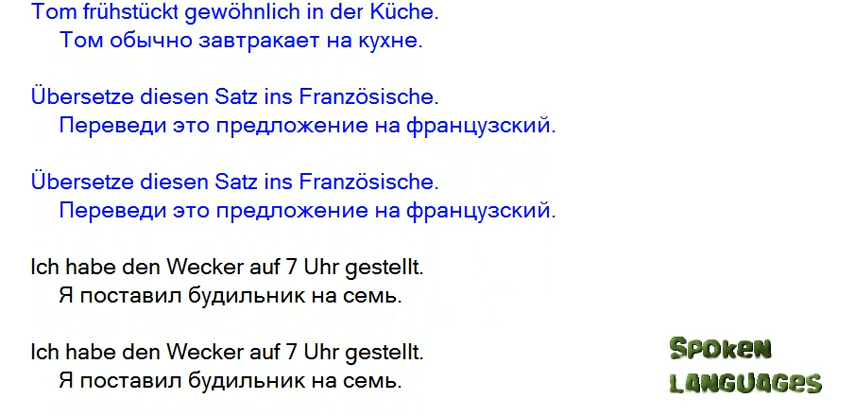 Tom frühstückt gewöhnlich in der Küche.
Том обычно завтракает на кухне.
Übersetze diesen Satz ins Französische.
Переведи это предложение на французский.
Übersetze diesen Satz ins Französische.
Переведи это предложение на французский.
Ich habe den Wecker auf 7 Uhr gestellt.
Я поставил будильник на семь.
Ich habe den Wecker auf 7 Uhr gestellt.
Я поставил будильник на семь.
Spoken
Languages